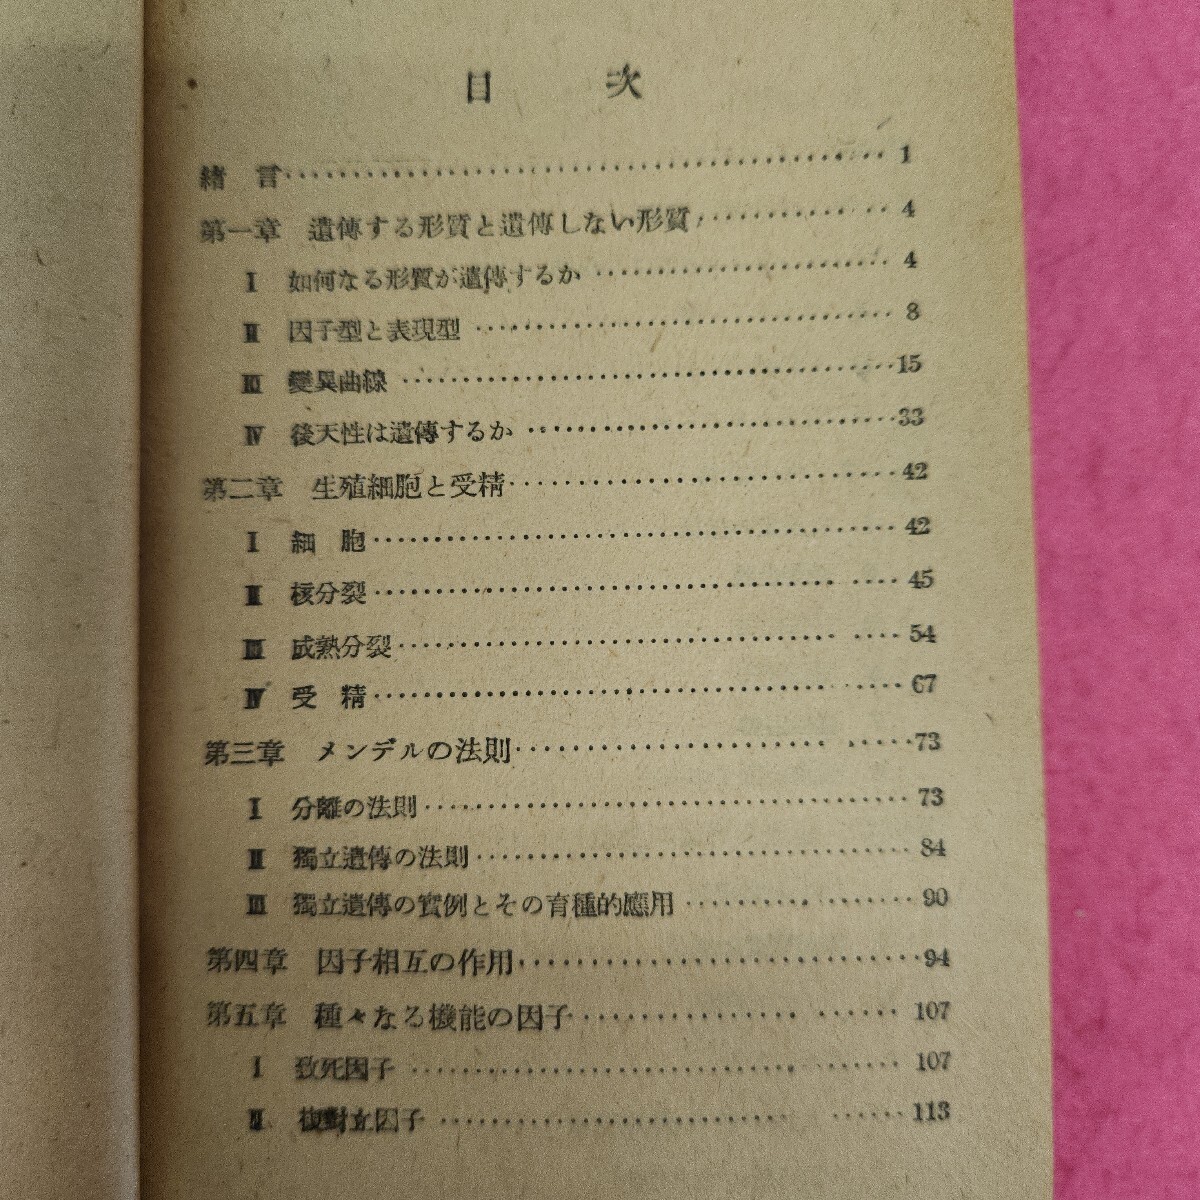 目次
緒言 1
第一章 遺傳する形質と遺傳しない形質 4
Ⅰ 如何なる形質が遺傳するか 4
Ⅱ 因子型と表現型 8
Ⅲ 變異曲線 15
Ⅳ 後天性は遺傳するか 33
第二章 生殖細胞と受精 42
Ⅰ 細胞 42
Ⅱ 核分裂 45
Ⅲ 成熟分裂 54
Ⅳ 受精 67
第三章 メンデルの法則 73
Ⅰ 分離の法則 73
Ⅱ 獨立遺傳の法則 84
Ⅲ 獨立遺傳の實例とその育種的應用 90
第四章 因子相互の作用 94
第五章 種々なる機能の因子 107
Ⅰ 致死因子 107
Ⅱ 複對立因子 113